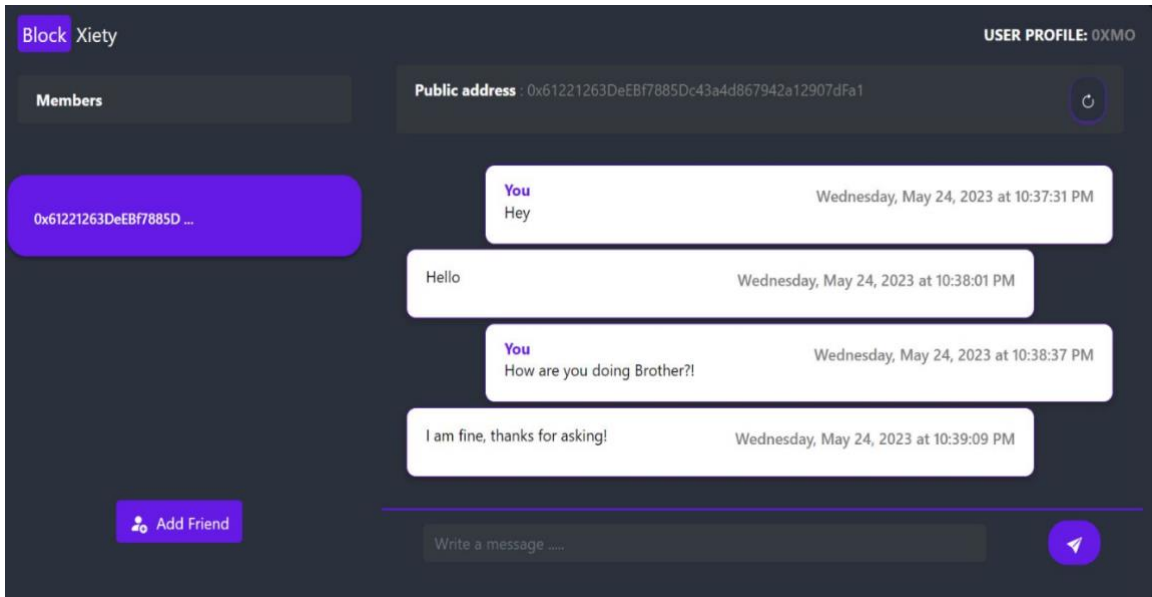 Block Xiety
USER PROFILE: 0XMO
Members
Public address : 0x61221263DeEBf7885Dc43a4d867942a12907dFa1
0x61221263DeEBf7885D ...
You
Wednesday, May 24, 2023 at 10:37:31 PM
Hey
Hello
Wednesday, May 24, 2023 at 10:38:01 PM
You
Wednesday, May 24, 2023 at 10:38:37 PM
How are you doing Brother?!
I am fine, thanks for asking!
Wednesday, May 24, 2023 at 10:39:09 PM
Add Friend
Write a message .....